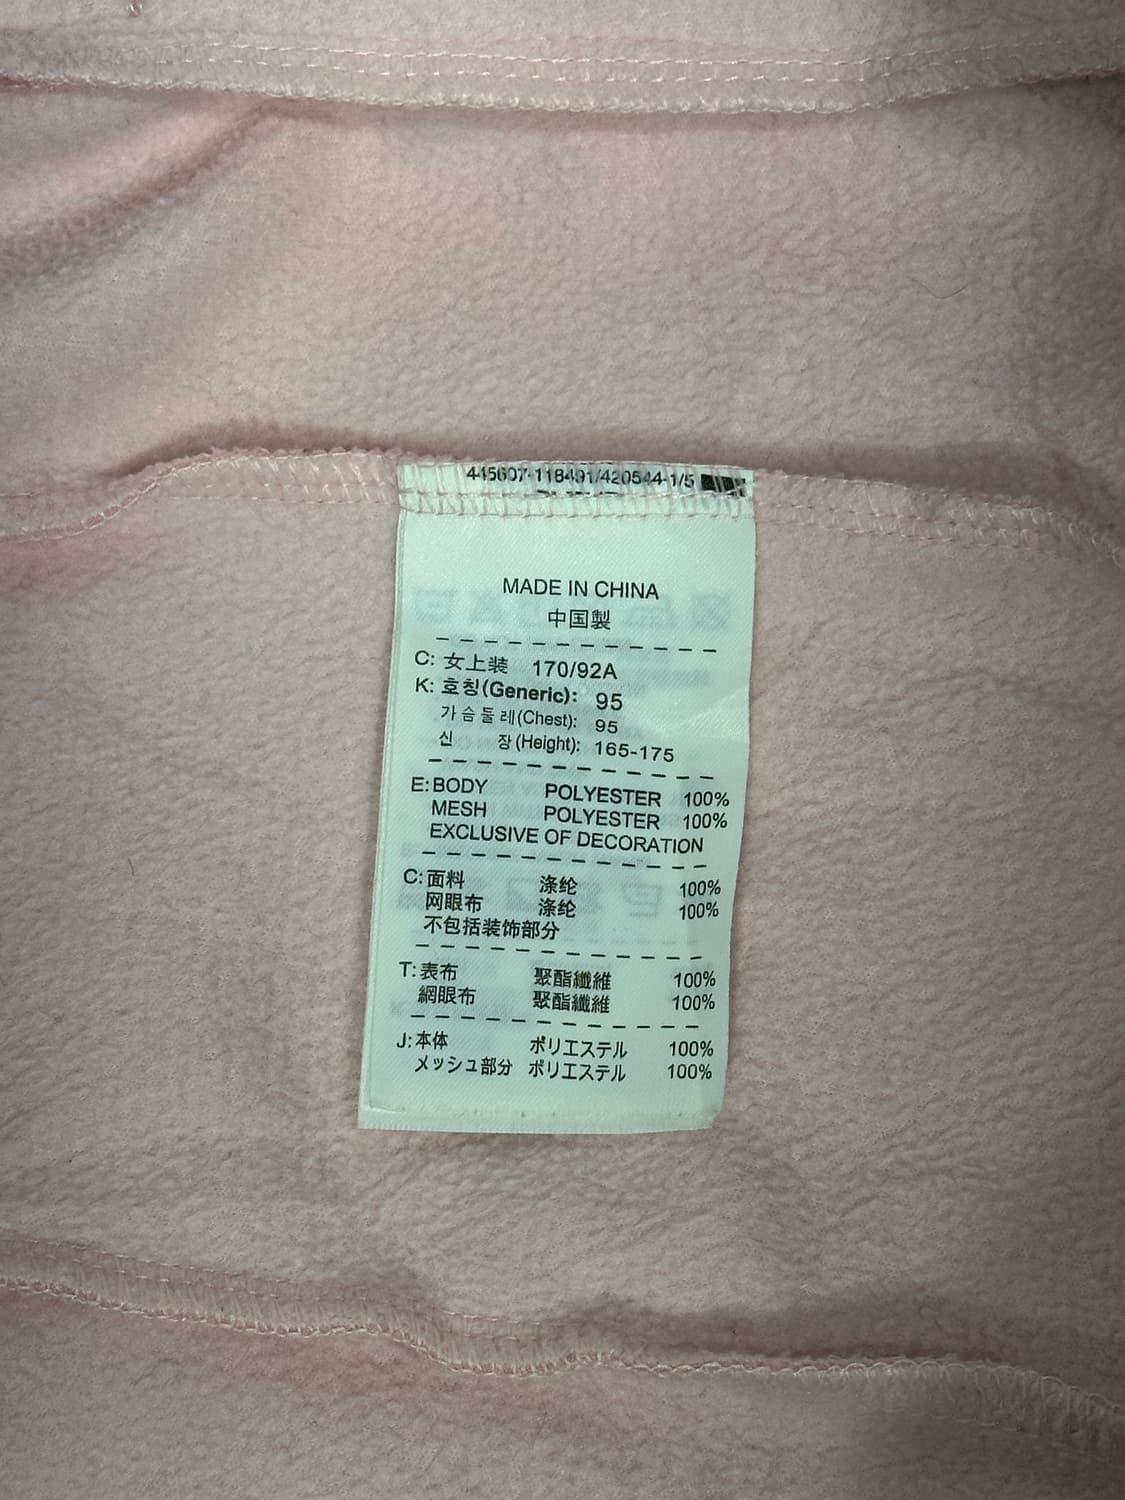 445607-118491/420544-1/5
MADE IN CHINA
中国製
C: 女上装 170/92A
K: 호칭(Generic): 95
가슴둘레(Chest): 95
신 장(Height): 165-175
E:BODY POLYESTER 100%
MESH POLYESTER 100%
EXCLUSIVE OF DECORATION
C:面料 涤纶 100%
网眼布 涤纶 100%
不包括装饰部分
T:表布 聚酯纖維 100%
網眼布 聚酯纖維 100%
J:本体 ポリエステル 100%
メッシュ部分 ポリエステル 100%